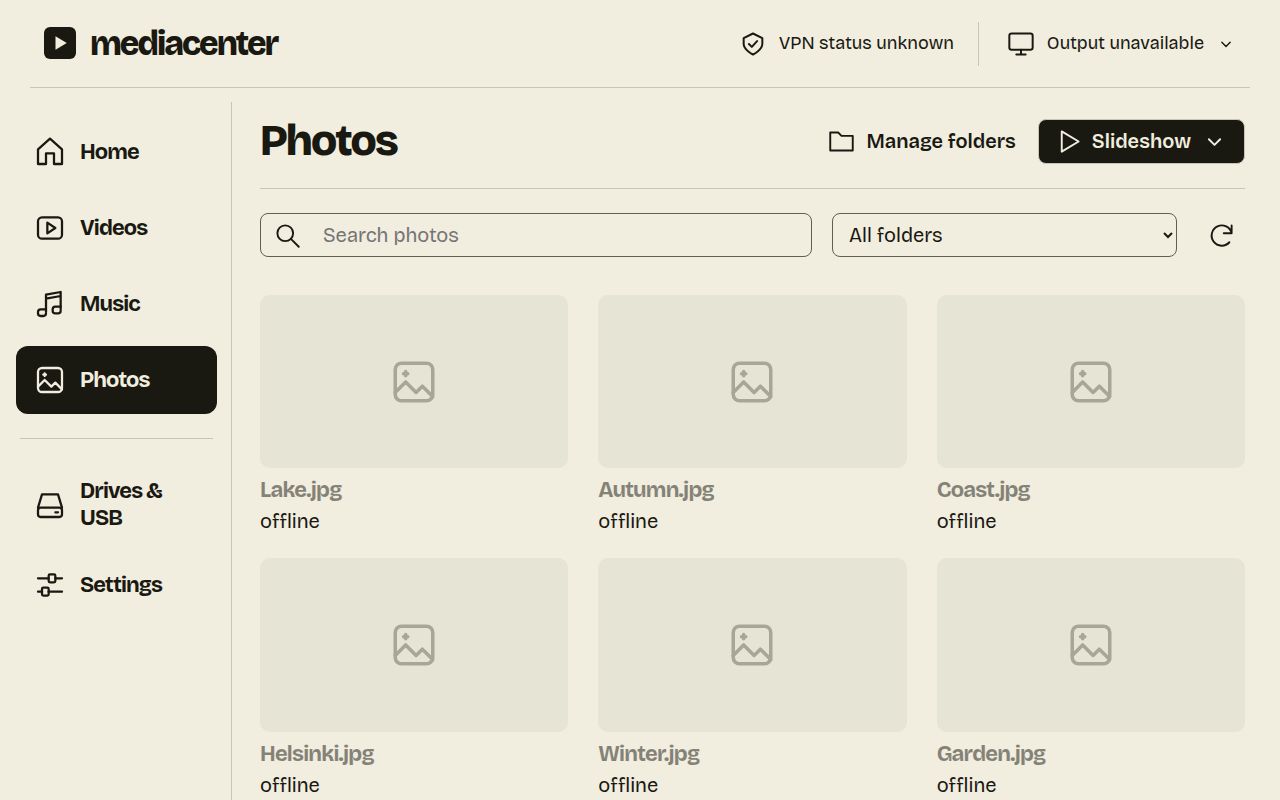 mediacenter
VPN status unknown
Output unavailable
Home
Videos
Music
Photos
Drives &
USB
Settings
Photos
Manage folders
Slideshow
Search photos
All folders
Lake.jpg
offline
Autumn.jpg
offline
Coast.jpg
offline
Helsinki.jpg
offline
Winter.jpg
offline
Garden.jpg
offline